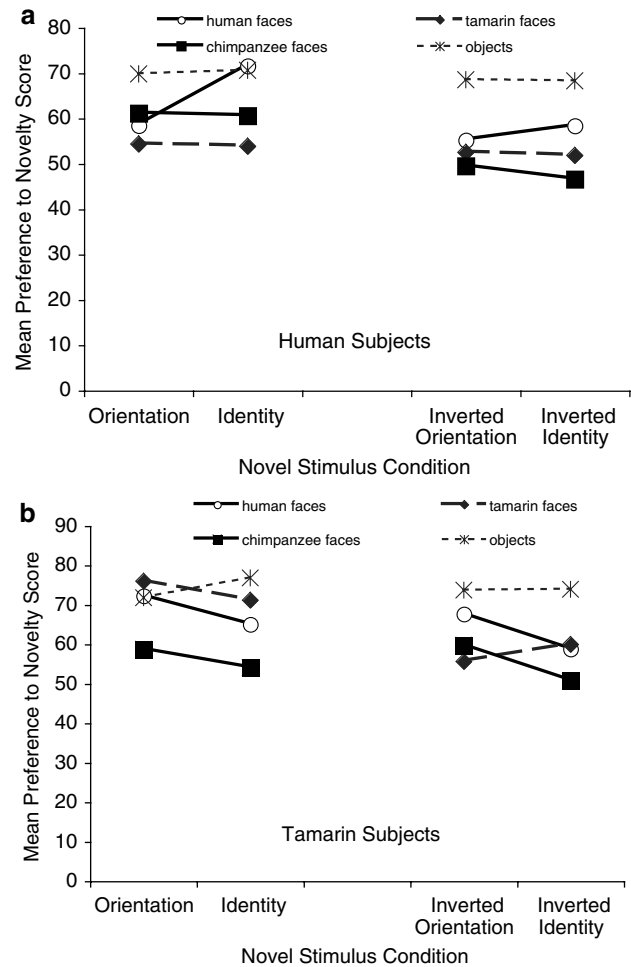 a
human faces
tamarin faces
chimpanzee faces
objects
Mean Preference to Novelty Score
80
70
60
50
40
30
20
10
0
Human Subjects
Orientation
Identity
Inverted
Orientation
Inverted
Identity
Novel Stimulus Condition
b
human faces
tamarin faces
chimpanzee faces
objects
Mean Preference to Novelty Score
90
80
70
60
50
40
30
20
10
0
Tamarin Subjects
Orientation
Identity
Inverted
Orientation
Inverted
Identity
Novel Stimulus Condition